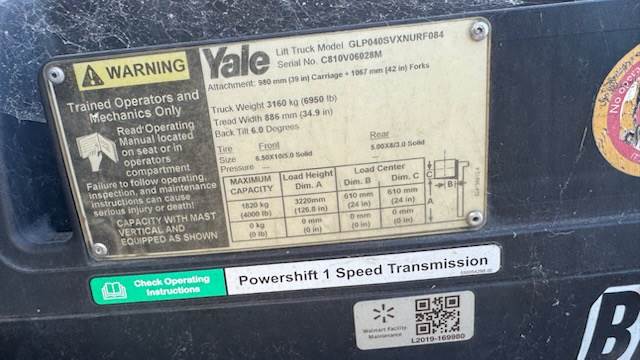 WARNING
Trained Operators and
Mechanics Only
Read Operating
Manual located
on seat or in
operators
compartment
Failure to follow operating,
inspection, and maintenance
instructions can cause
serious injury or death!
CAPACITY WITH MAST
VERTICAL AND
EQUIPPED AS SHOWN
Yale
Lift Truck Model GLP040SVXNURF084
Serial No. C810V06028M
Attachment: 980 mm (39 in) Carriage + 1067 mm (42 in) Forks
Truck Weight 3160 kg (6950 lb)
Tread Width 886 mm (34.9 in)
Back Tilt 6.0 Degrees
Tire Front Rear
Size 6.50X10/5.0 Solid 5.00X8/3.0 Solid
Pressure — —
MAXIMUM CAPACITY Load Height Dim. A Load Center Dim. B Dim. C
1820 kg (4000 lb) 3220mm (126.8 in) 610 mm (24 in) 610 mm (24 in)
0 kg (0 lb) 0 mm (0 in) 0 mm (0 in) 0 mm (0 in)
C
B
A
No opera
Check Operating
Instructions
Powershift 1 Speed Transmission
Walmart Facility
Maintenance
L2019-169980
B